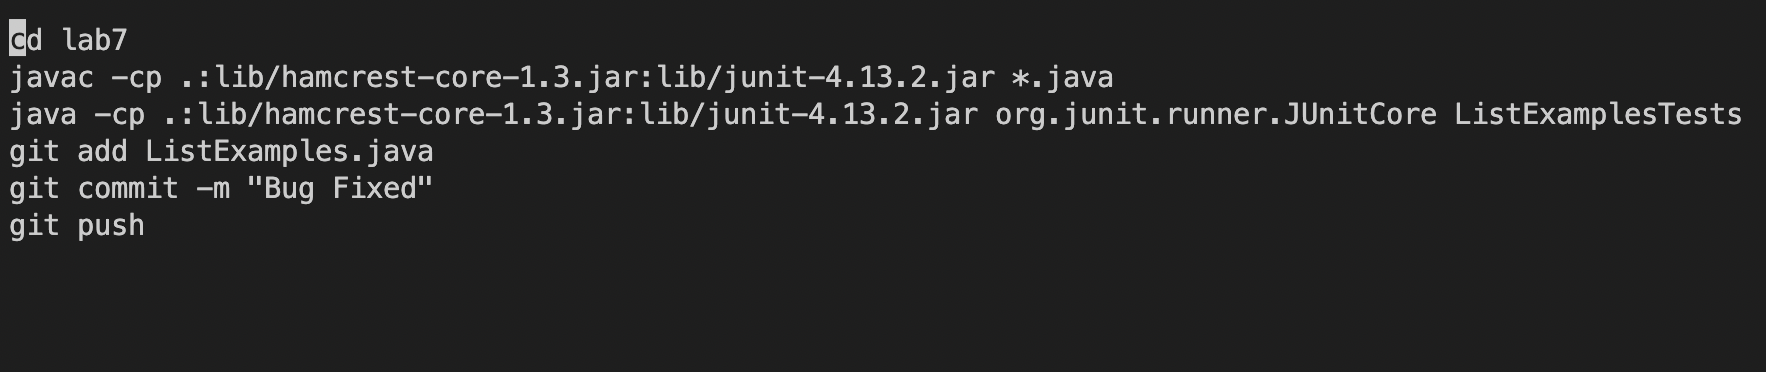 cd lab7
javac -cp .:lib/hamcrest-core-1.3.jar:lib/junit-4.13.2.jar *.java
java -cp .:lib/hamcrest-core-1.3.jar:lib/junit-4.13.2.jar org.junit.runner.JUnitCore ListExamplesTests
git add ListExamples.java
git commit -m "Bug Fixed"
git push